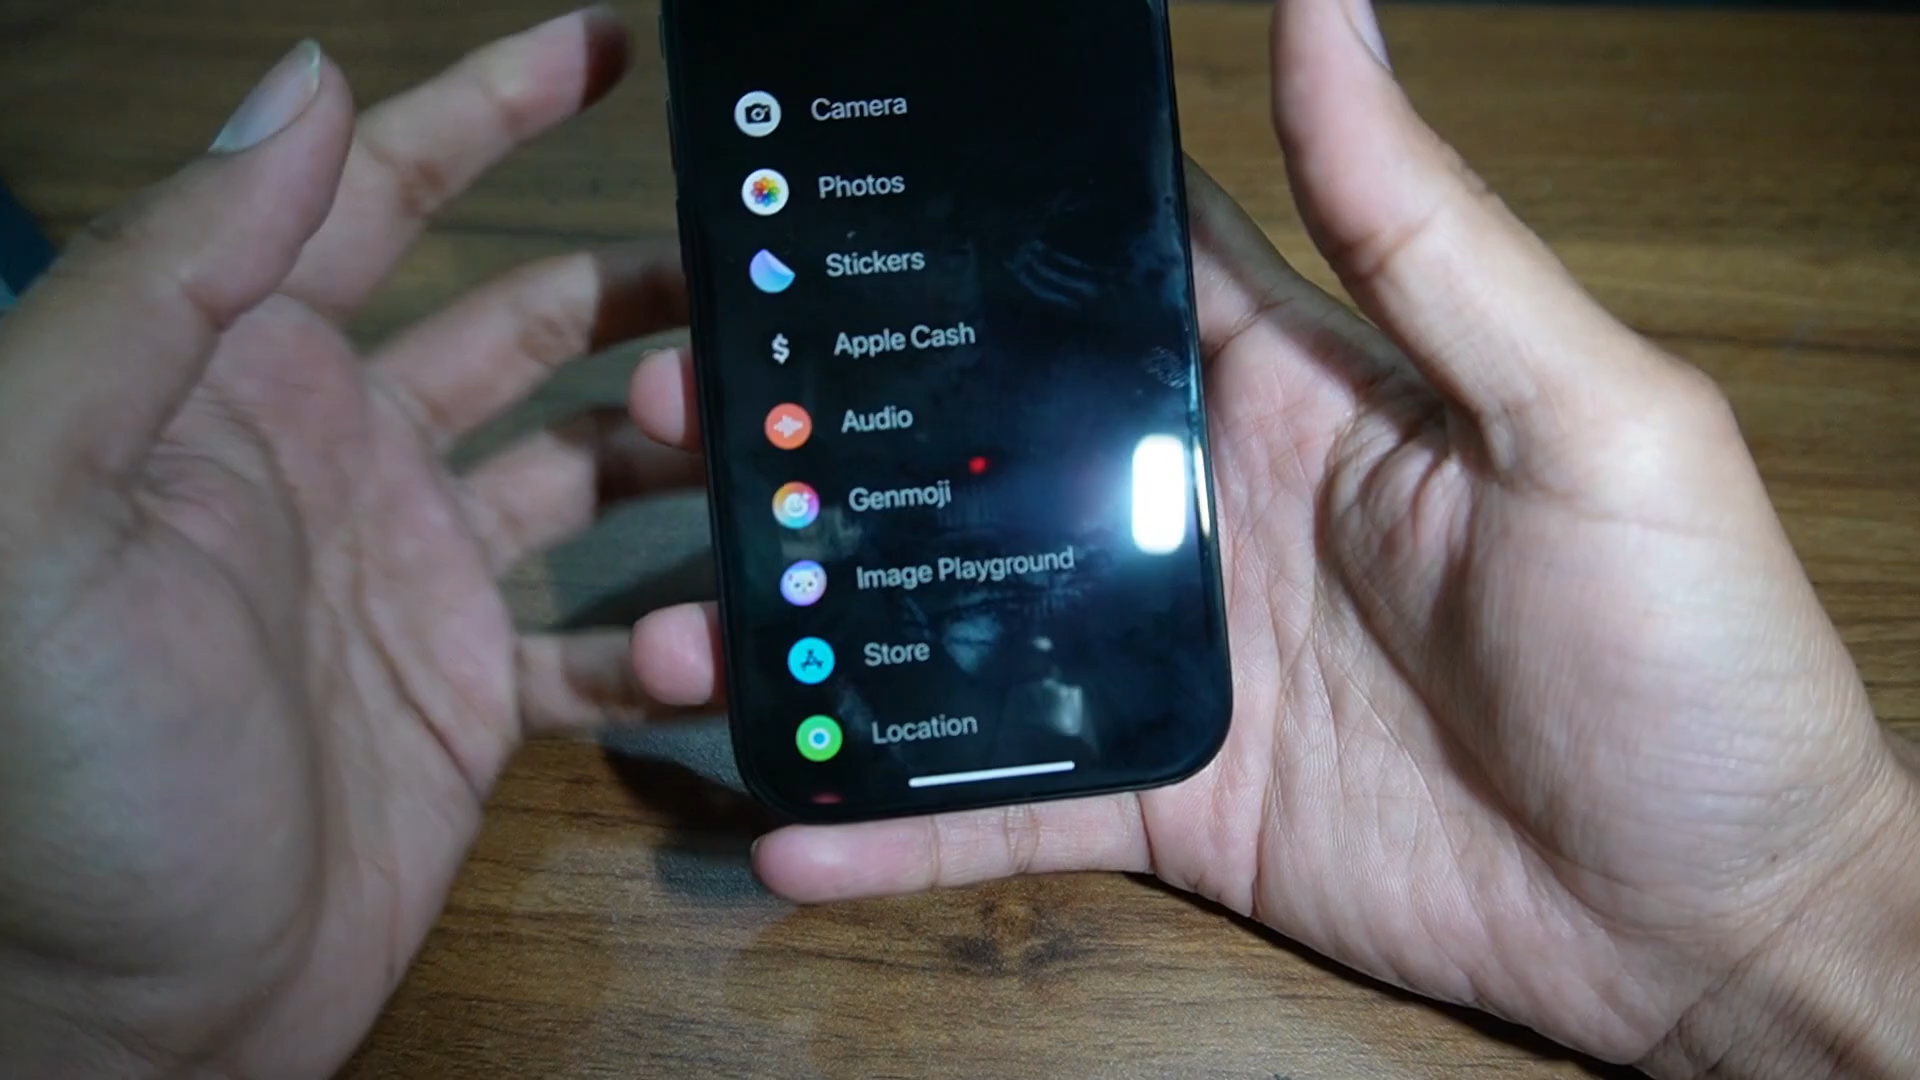 Camera
Photos
Stickers
$ Apple Cash
Audio
Genmoji
Image Playground
Store
Location